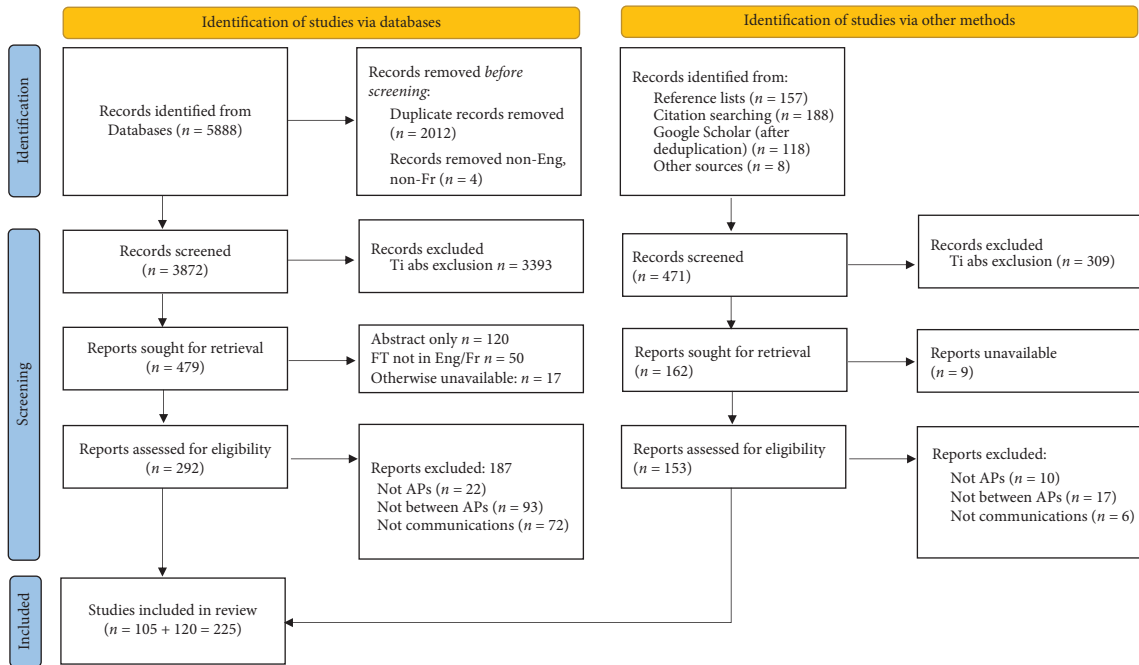 Identification of studies via databases
Identification of studies via other methods
Identification
Records identified from
Databases (n = 5888)
Records removed before
screening:
Duplicate records removed
(n = 2012)
Records removed non-Eng,
non-Fr (n = 4)
Records identified from:
Reference lists (n = 157)
Citation searching (n = 188)
Google Scholar (after
deduplication) (n = 118)
Other sources (n = 8)
Screening
Records screened
(n = 3872)
Records excluded
Ti abs exclusion n = 3393
Records screened
(n = 471)
Records excluded
Ti abs exclusion (n = 309)
Reports sought for retrieval
(n = 479)
Abstract only n = 120
FT not in Eng/Fr n = 50
Otherwise unavailable: n = 17
Reports sought for retrieval
(n = 162)
Reports unavailable
(n = 9)
Reports assessed for eligibility
(n = 292)
Reports excluded: 187
Not APs (n = 22)
Not between APs (n = 93)
Not communications (n = 72)
Reports assessed for eligibility
(n = 153)
Reports excluded:
Not APs (n = 10)
Not between APs (n = 17)
Not communications (n = 6)
Included
Studies included in review
(n = 105 + 120 = 225)